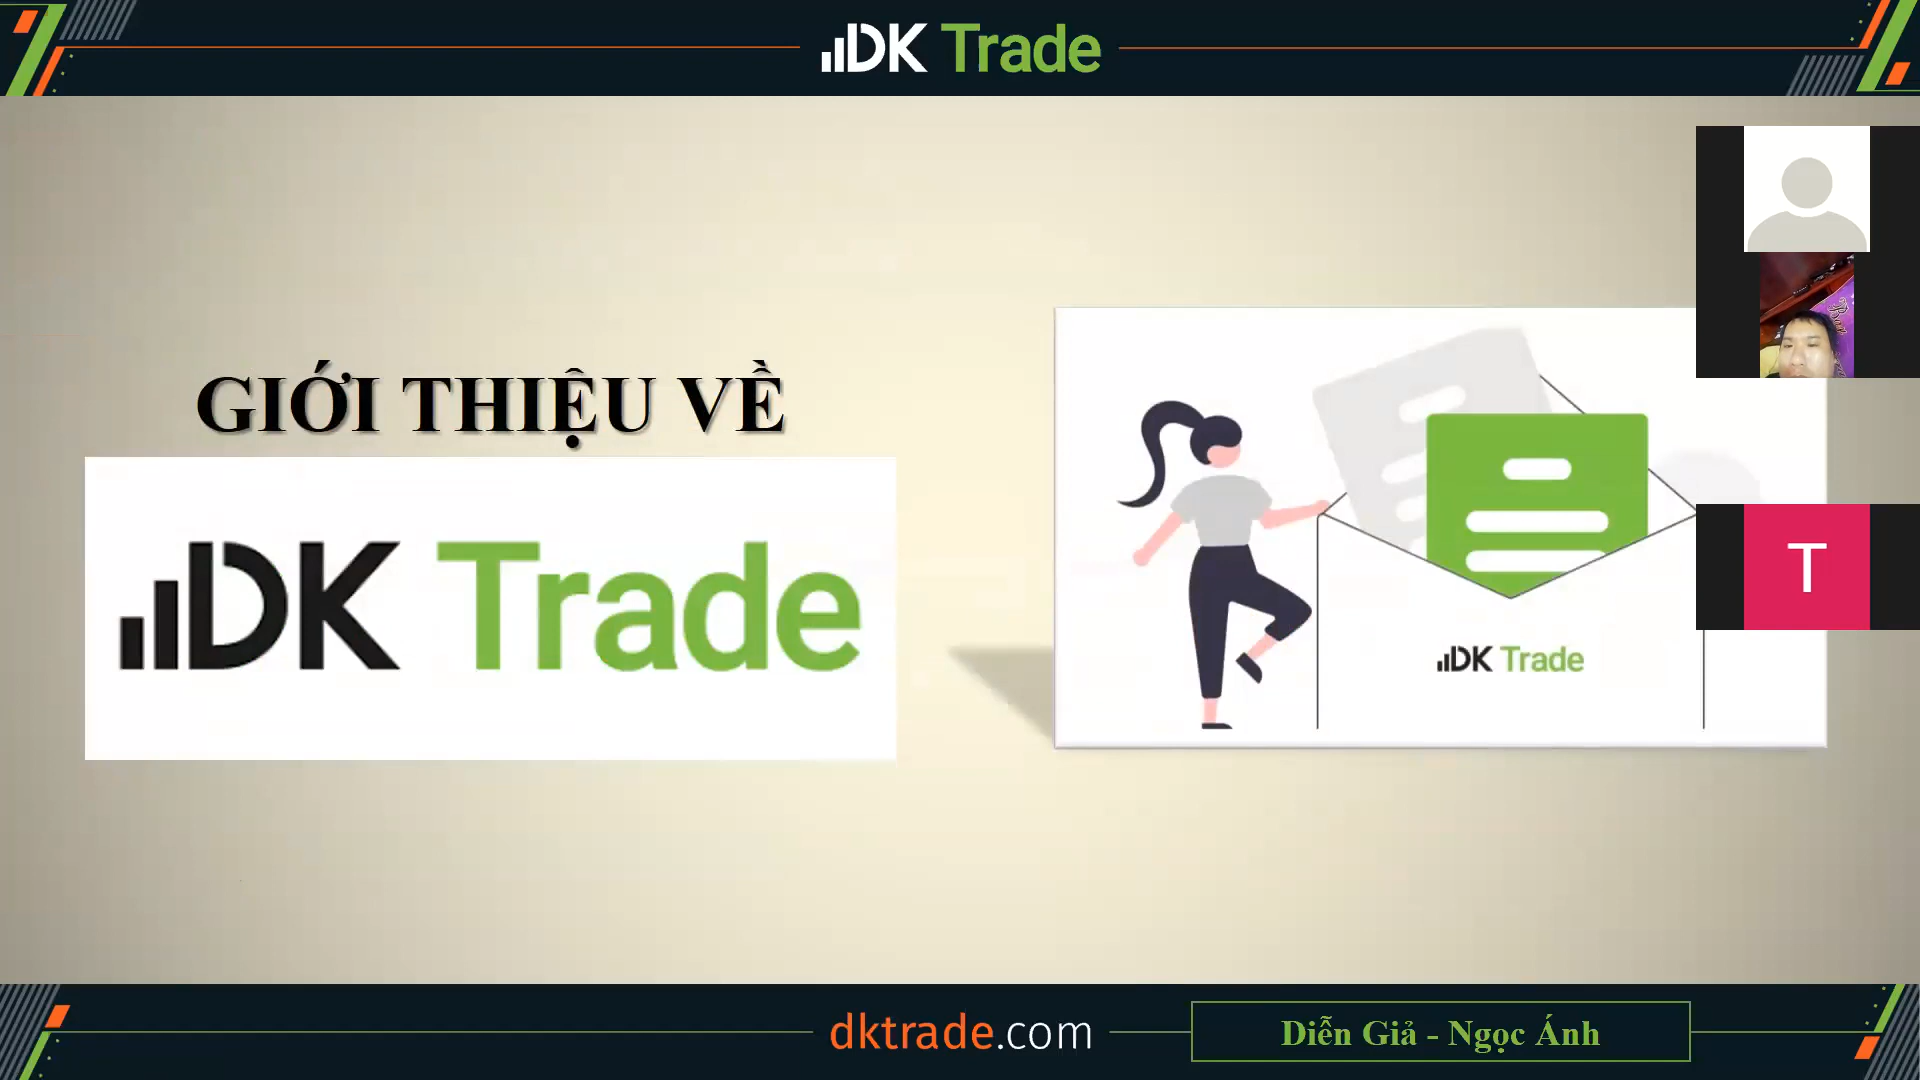 DK Trade
GIỚI THIỆU VỀ
DK Trade
DK Trade
T
dktrade.com
Diễn Giả - Ngọc Ánh